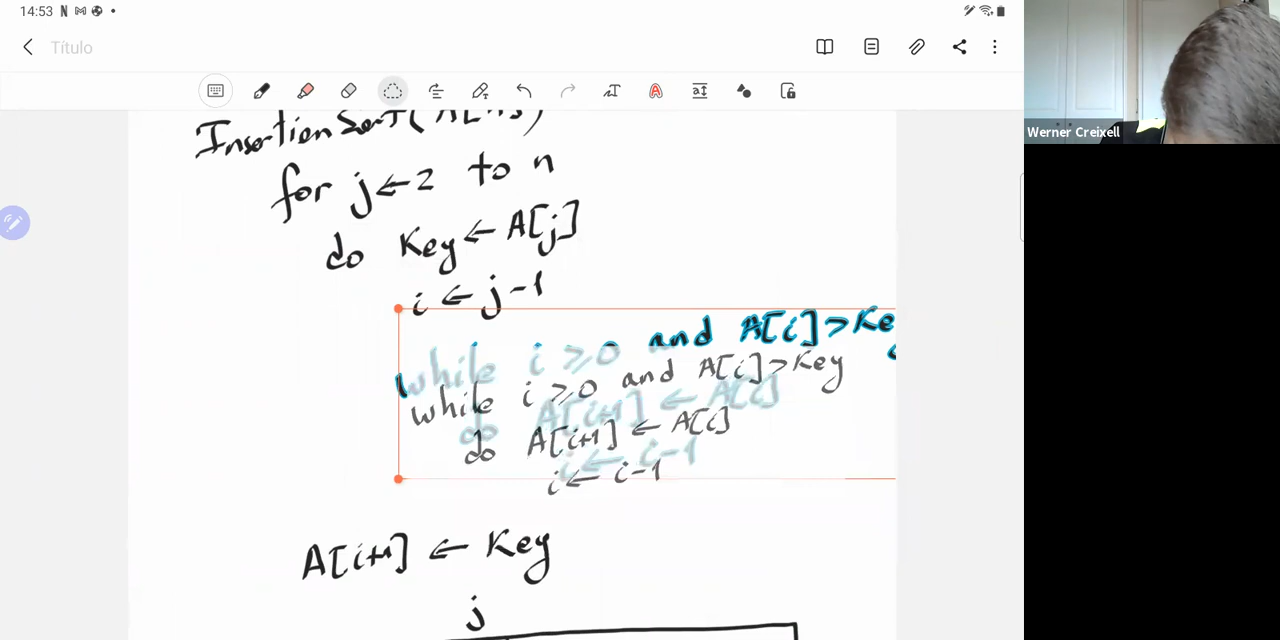 14:53
Título
InsertionSort(
for j←2 to n
do Key ← A[j]
i ← j-1
while i ≥0 and A[i]>Ke
while i ≥0 and A[i]>Key
do A[i+1] ← A[i]
do A[i+1] ← A[i]
i ← i-1
i ← i-1
A[i+1] ← Key
j
Werner Creixell